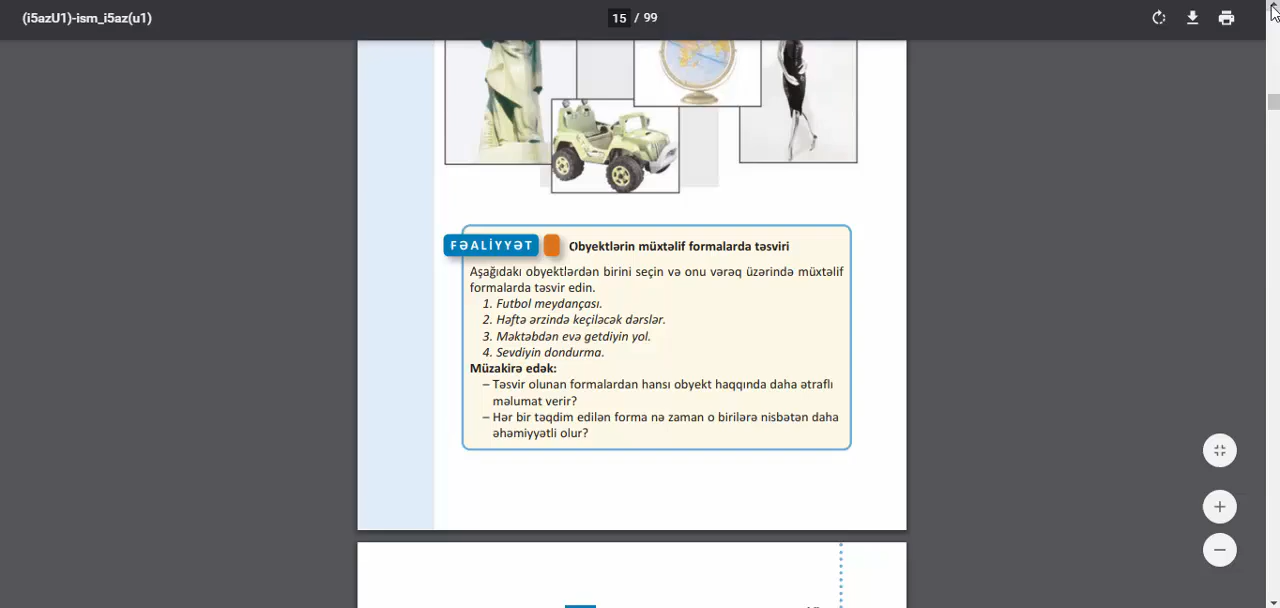 (i5azU1)-ism_i5az(u1)
15 / 99
FƏALİYYƏT Obyektlərin müxtəlif formalarda təsviri
Aşağıdakı obyektlərdən birini seçin və onu vərəq üzərində müxtəlif
formalarda təsvir edin.
1. Futbol meydançası.
2. Həftə ərzində keçiləcək dərslər.
3. Məktəbdən evə getdiyin yol.
4. Sevdiyin dondurma.
Müzakirə edək:
– Təsvir olunan formalardan hansı obyekt haqqında daha ətraflı
məlumat verir?
– Hər bir təqdim edilən forma nə zaman o birilərə nisbətən daha
əhəmiyyətli olur?